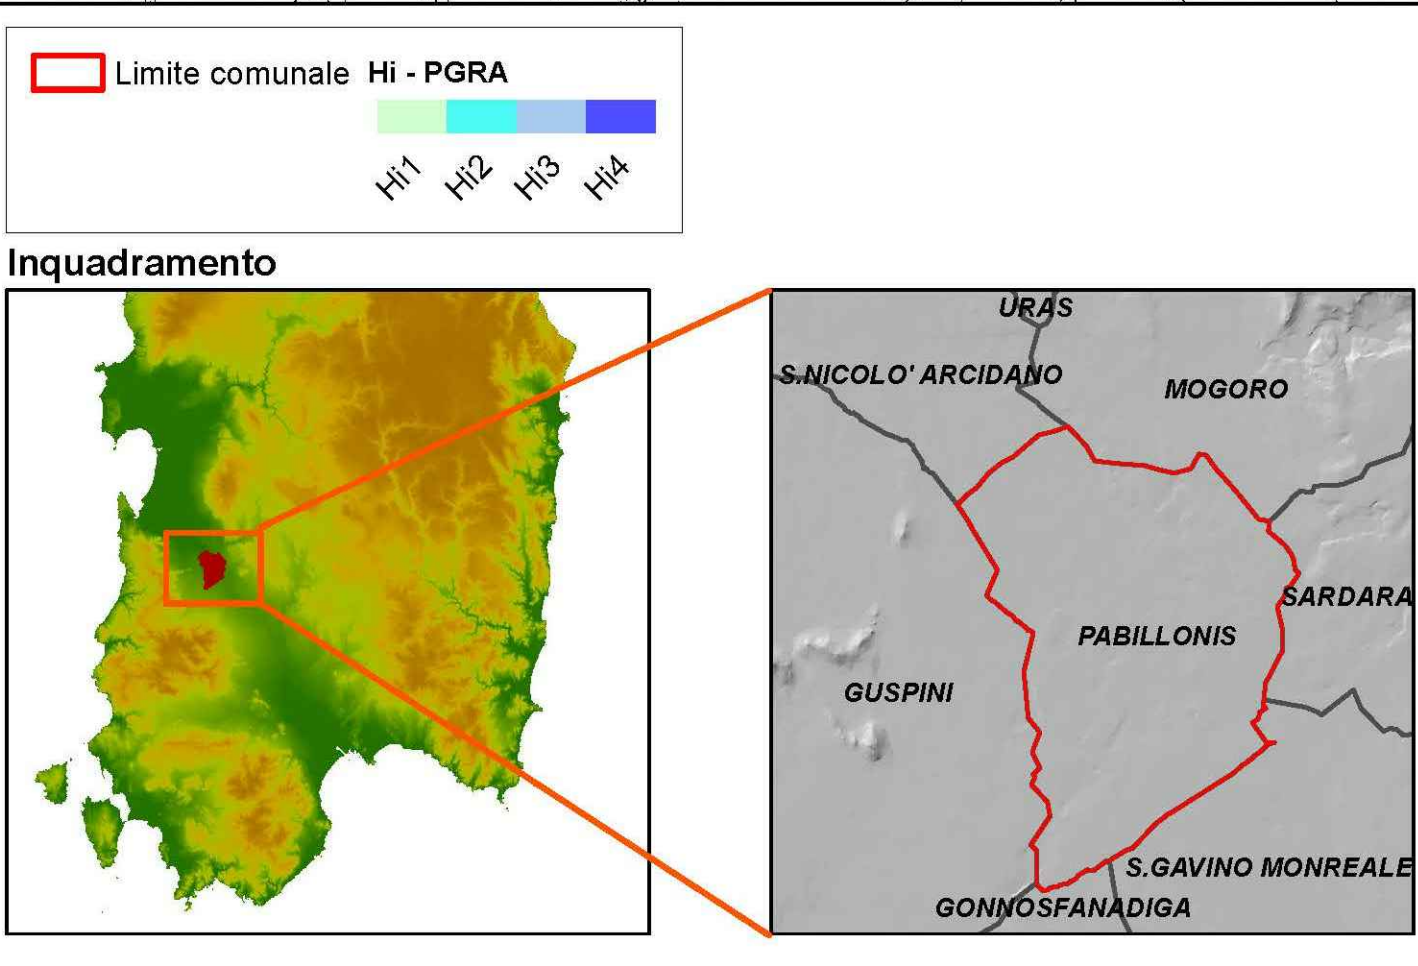 Limite comunale Hi - PGRA
Hi1 Hi2 Hi3 Hi4
Inquadramento
URAS
S.NICOLO' ARCIDANO
MOGORO
SARDARA
PABILLONIS
GUSPINI
S.GAVINO MONREALE
GONNOSFANADIGA